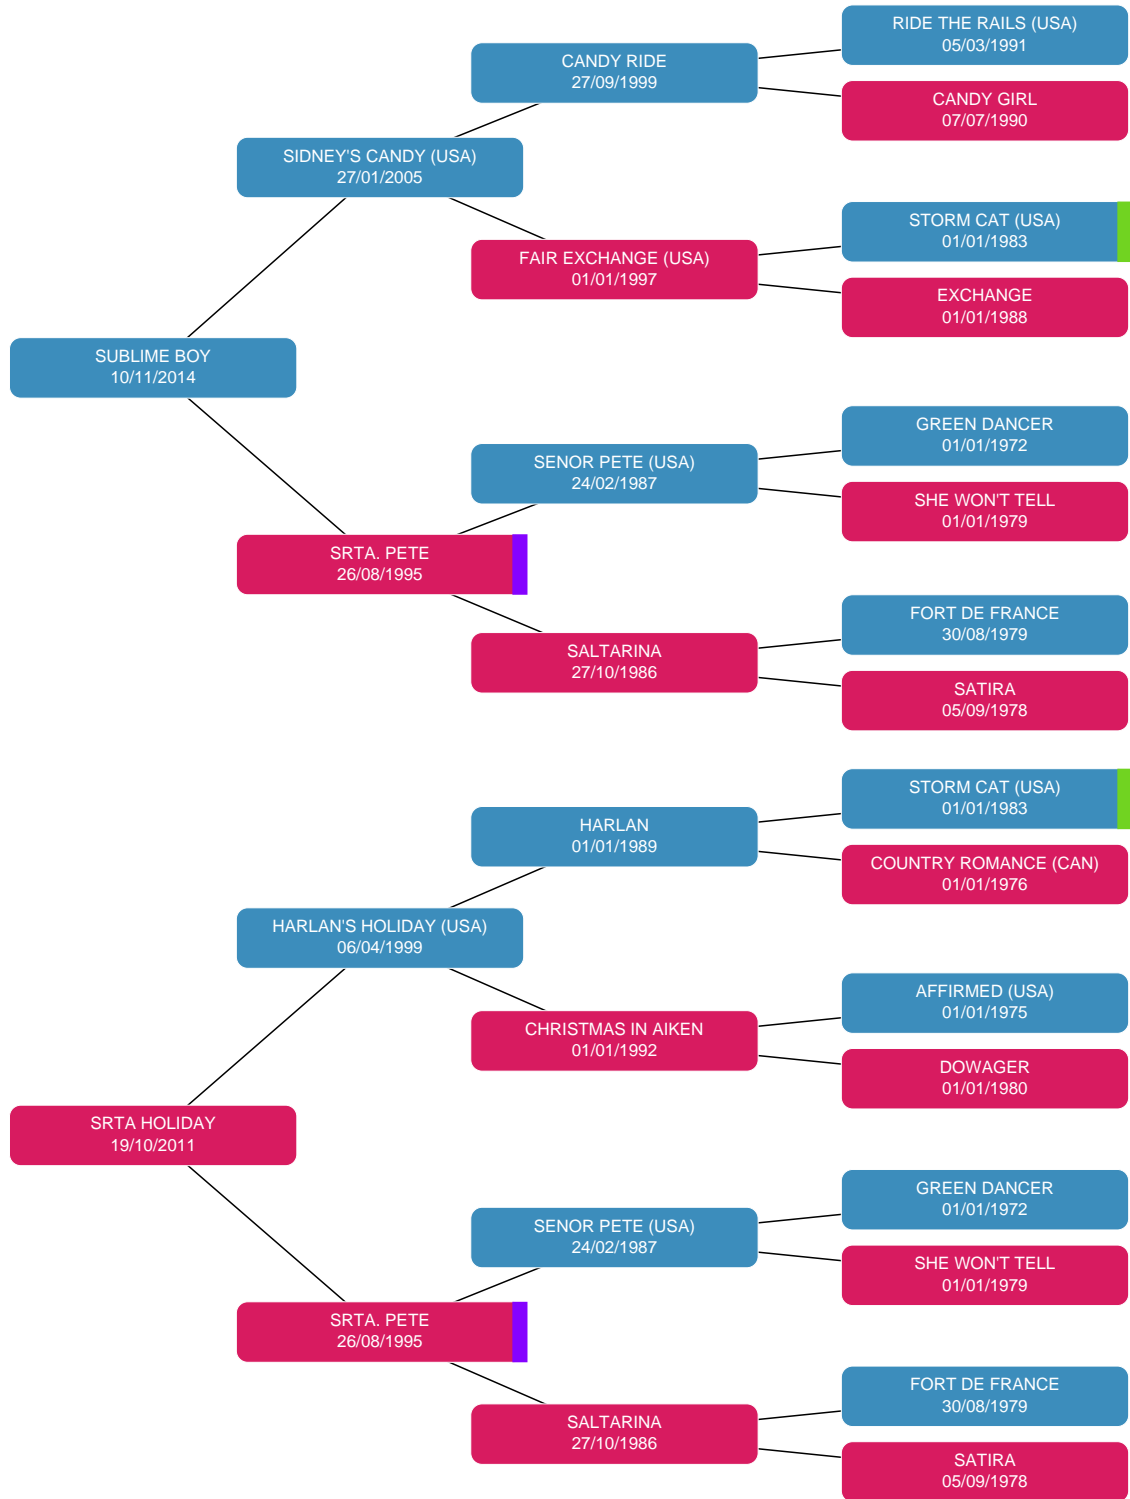 RIDE THE RAILS (USA)
05/03/1991
CANDY RIDE
27/09/1999
CANDY GIRL
07/07/1990
SIDNEY'S CANDY (USA)
27/01/2005
STORM CAT (USA)
01/01/1983
FAIR EXCHANGE (USA)
01/01/1997
EXCHANGE
01/01/1988
SUBLIME BOY
10/11/2014
GREEN DANCER
01/01/1972
SENOR PETE (USA)
24/02/1987
SHE WON'T TELL
01/01/1979
SRTA. PETE
26/08/1995
FORT DE FRANCE
30/08/1979
SALTARINA
27/10/1986
SATIRA
05/09/1978
STORM CAT (USA)
01/01/1983
HARLAN
01/01/1989
COUNTRY ROMANCE (CAN)
01/01/1976
HARLAN'S HOLIDAY (USA)
06/04/1999
AFFIRMED (USA)
01/01/1975
CHRISTMAS IN AIKEN
01/01/1992
DOWAGER
01/01/1980
SRTA HOLIDAY
19/10/2011
GREEN DANCER
01/01/1972
SENOR PETE (USA)
24/02/1987
SHE WON'T TELL
01/01/1979
SRTA. PETE
26/08/1995
FORT DE FRANCE
30/08/1979
SALTARINA
27/10/1986
SATIRA
05/09/1978